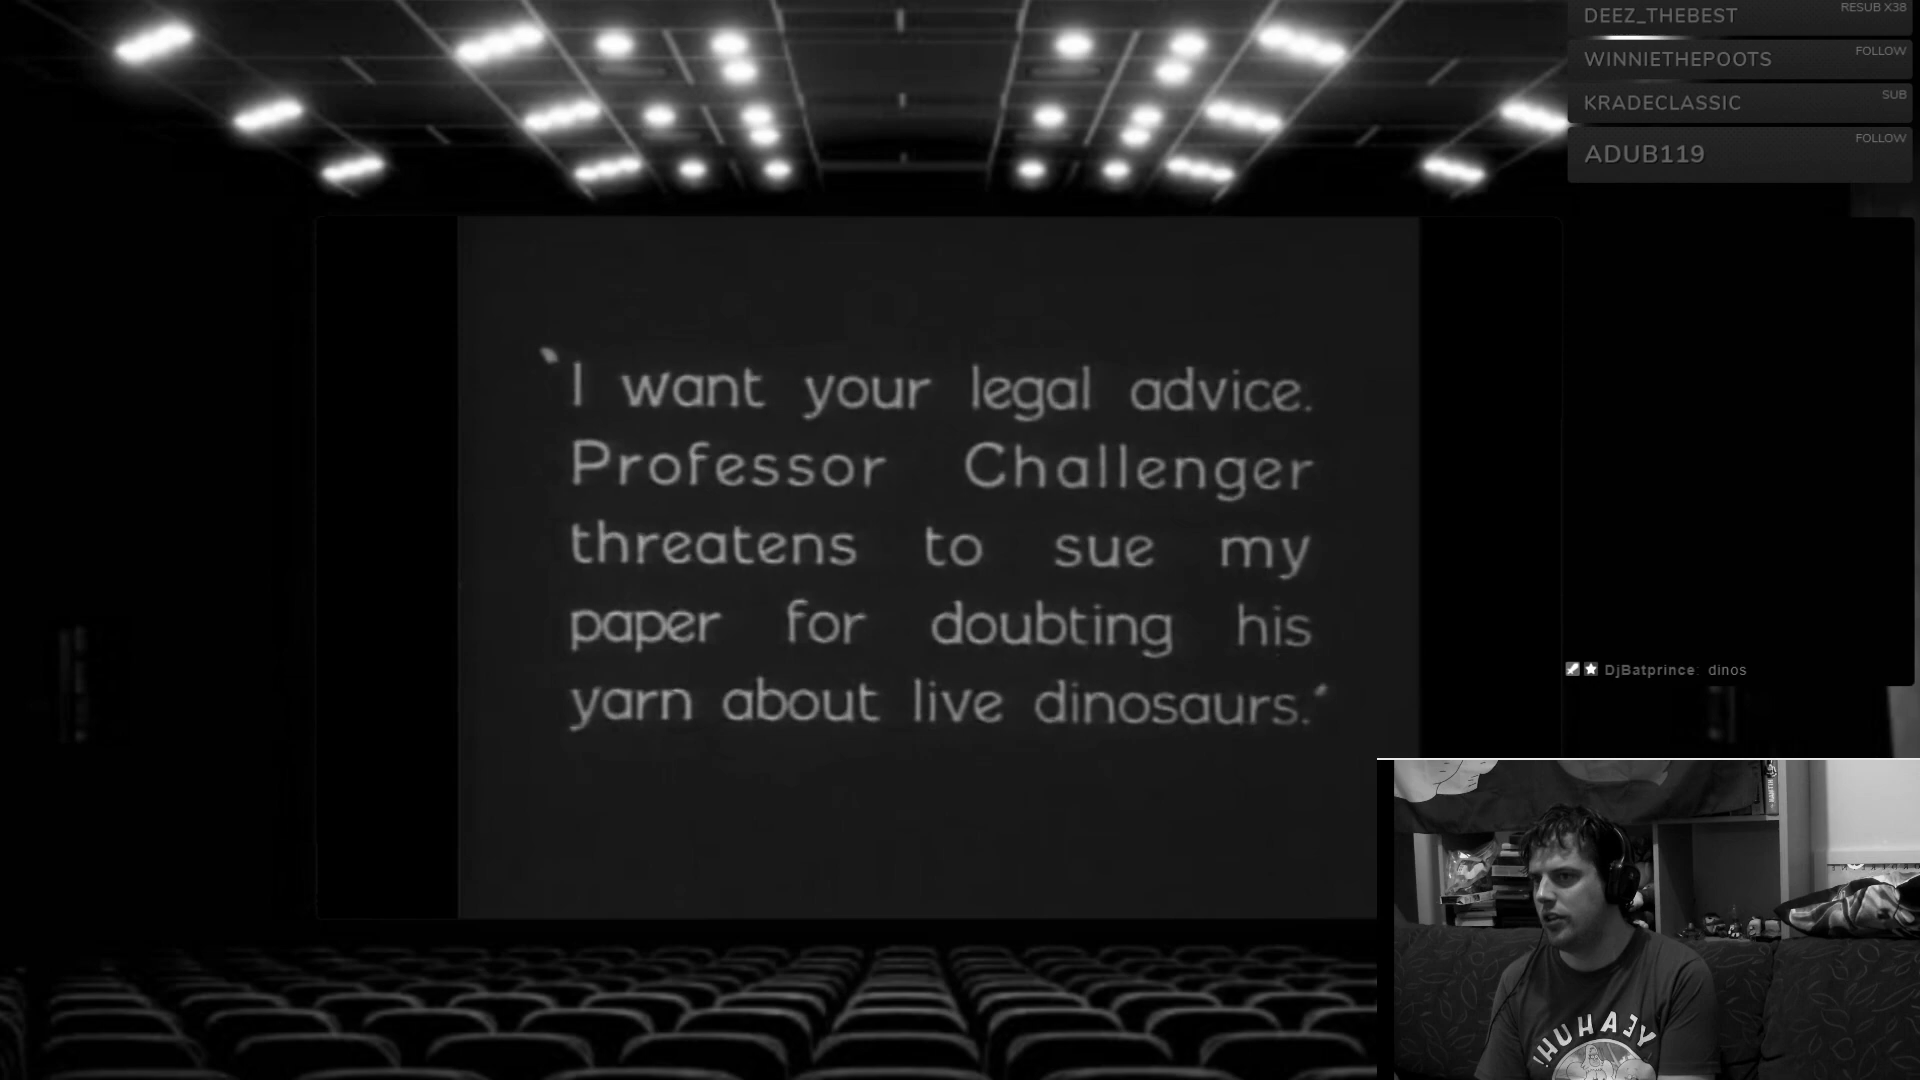 DEEZ_THEBEST
RESUB X38
WINNIETHEPOOTS
FOLLOW
KRADECLASSIC
SUB
ADUB119
FOLLOW
‘I want your legal advice.
Professor Challenger
threatens to sue my
paper for doubting his
yarn about live dinosaurs.’
DjBatprince: dinos
YEAHUH!